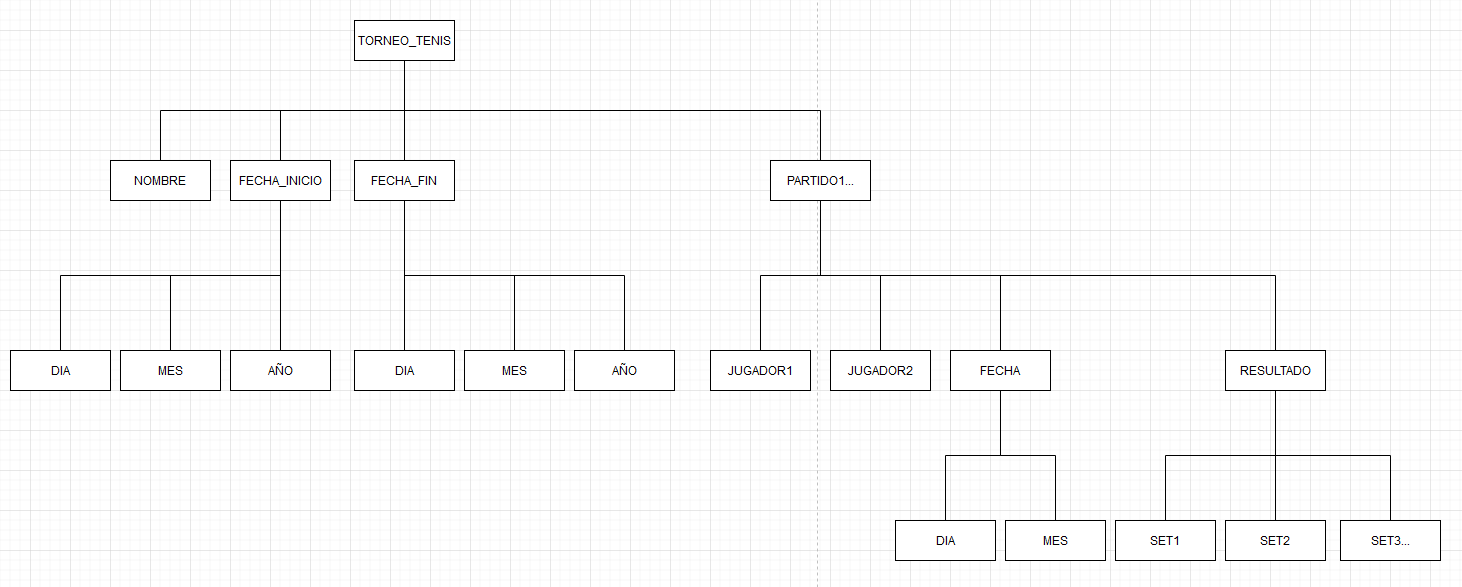 TORNEO_TENIS
NOMBRE
FECHA_INICIO
FECHA_FIN
PARTIDO1...
DIA
MES
AÑO
DIA
MES
AÑO
JUGADOR1
JUGADOR2
FECHA
RESULTADO
DIA
MES
SET1
SET2
SET3...